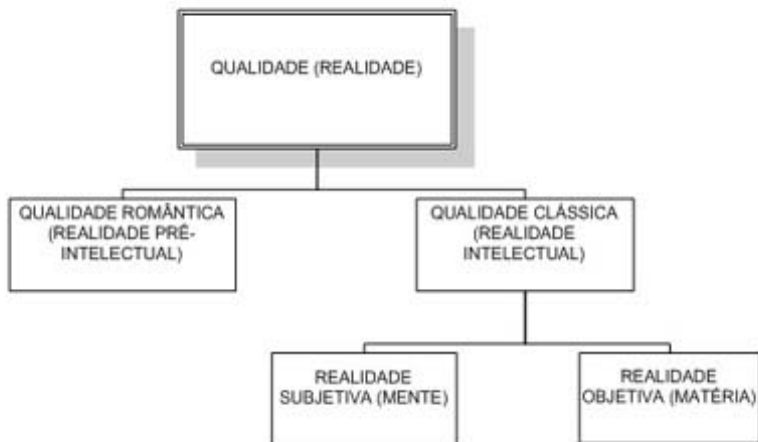 QUALIDADE (REALIDADE)
QUALIDADE ROMÂNTICA
(REALIDADE PRÉ-
INTELECTUAL)
QUALIDADE CLÁSSICA
(REALIDADE
INTELECTUAL)
REALIDADE
SUBJETIVA (MENTE)
REALIDADE
OBJETIVA (MATÉRIA)